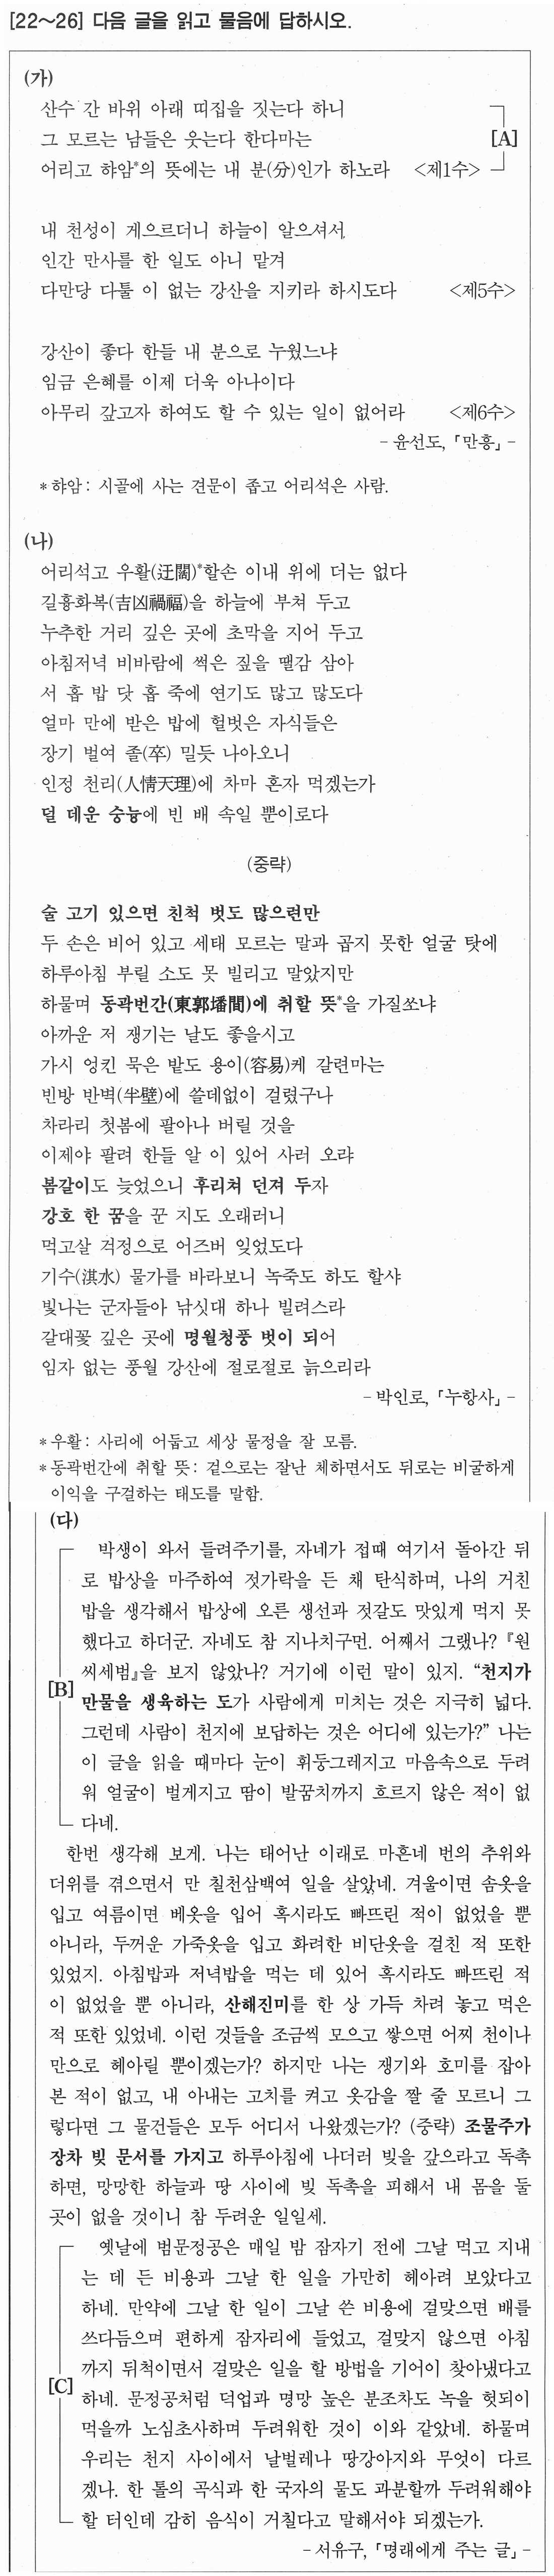 [22~26] 다음 글을 읽고 물음에 답하시오.
(가)
산수 간 바위 아래 띠집을 짓는다 하니
그 모르는 남들은 웃는다 한다마는
[A]
어리고 햐암*의 뜻에는 내 분(分)인가 하노라 <제1수>
내 천성이 게으르더니 하늘이 알으셔서
인간 만사를 한 일도 아니 맡겨
다만당 다툴 이 없는 강산을 지키라 하시도다 <제5수>
강산이 좋다 한들 내 분으로 누웠느냐
임금 은혜를 이제 더욱 아나이다
아무리 갚고자 하여도 할 수 있는 일이 없어라 <제6수>
- 윤선도, 「만흥」 -
* 햐암: 시골에 사는 견문이 좁고 어리석은 사람.
(나)
어리석고 우활(迂闊)*할손 이내 위에 더는 없다
길흉화복(吉凶禍福)을 하늘에 부쳐 두고
누추한 거리 깊은 곳에 초막을 지어 두고
아침저녁 비바람에 썩은 짚을 땔감 삼아
서 홉 밥 닷 홉 죽에 연기도 많고 많도다
얼마 만에 받은 밥에 헐벗은 자식들은
장기 벌여 졸(卒) 밀듯 나아오니
인정 천리(人情天理)에 차마 혼자 먹겠는가
덜 데운 숭늉에 빈 배 속일 뿐이로다
(중략)
술 고기 있으면 친척 벗도 많으련만
두 손은 비어 있고 세태 모르는 말과 곱지 못한 얼굴 탓에
하루아침 부릴 소도 못 빌리고 말았지만
하물며 동곽번간(東郭墦間)에 취할 뜻*을 가질쏘냐
아까운 저 쟁기는 날도 좋을시고
가시 엉킨 묵은 밭도 용이(容易)케 갈련마는
빈방 반벽(半壁)에 쓸데없이 걸렸구나
차라리 첫봄에 팔아나 버릴 것을
이제야 팔려 한들 알 이 있어 사러 오랴
봄갈이도 늦었으니 후리쳐 던져 두자
강호 한 꿈을 꾼 지도 오래러니
먹고살 걱정으로 어즈버 잊었도다
기수(淇水) 물가를 바라보니 녹죽도 하도 할샤
빛나는 군자들아 낚싯대 하나 빌려스라
갈대꽃 깊은 곳에 명월청풍 벗이 되어
임자 없는 풍월 강산에 절로절로 늙으리라
- 박인로, 「누항사」 -
* 우활: 사리에 어둡고 세상 물정을 잘 모름.
* 동곽번간에 취할 뜻: 겉으로는 잘난 체하면서도 뒤로는 비굴하게
이익을 구걸하는 태도를 말함.
(다)
박생이 와서 들려주기를, 자네가 접때 여기서 돌아간 뒤
로 밥상을 마주하여 젓가락을 든 채 탄식하며, 나의 거친
밥을 생각해서 밥상에 오른 생선과 젓갈도 맛있게 먹지 못
했다고 하더군. 자네도 참 지나치구먼. 어째서 그랬나? 『원
씨세범』을 보지 않았나? 거기에 이런 말이 있지. “천지가
[B]
만물을 생육하는 도가 사람에게 미치는 것은 지극히 넓다.
그런데 사람이 천지에 보답하는 것은 어디에 있는가?” 나는
이 글을 읽을 때마다 눈이 휘둥그레지고 마음속으로 두려
워 얼굴이 벌게지고 땀이 발꿈치까지 흐르지 않은 적이 없
다네.
한번 생각해 보게. 나는 태어난 이래로 마흔네 번의 추위와
더위를 겪으면서 만 칠천삼백여 일을 살았네. 겨울이면 솜옷을
입고 여름이면 베옷을 입어 혹시라도 빠뜨린 적이 없었을 뿐
아니라, 두꺼운 가죽옷을 입고 화려한 비단옷을 걸친 적 또한
있었지. 아침밥과 저녁밥을 먹는 데 있어 혹시라도 빠뜨린 적
이 없었을 뿐 아니라, 산해진미를 한 상 가득 차려 놓고 먹은
적 또한 있었네. 이런 것들을 조금씩 모으고 쌓으면 어찌 천이나
만으로 헤아릴 뿐이겠는가? 하지만 나는 쟁기와 호미를 잡아
본 적이 없고, 내 아내는 고치를 켜고 옷감을 짤 줄 모르니 그
렇다면 그 물건들은 모두 어디서 나왔겠는가? (중략) 조물주가
장차 빚 문서를 가지고 하루아침에 나더러 빚을 갚으라고 독촉
하면, 망망한 하늘과 땅 사이에 빚 독촉을 피해서 내 몸을 둘
곳이 없을 것이니 참 두려운 일일세.
옛날에 범문정공은 매일 밤 잠자기 전에 그날 먹고 지내
는 데 든 비용과 그날 한 일을 가만히 헤아려 보았다고
하네. 만약에 그날 한 일이 그날 쓴 비용에 걸맞으면 배를
쓰다듬으며 편하게 잠자리에 들었고, 걸맞지 않으면 아침
까지 뒤척이면서 걸맞은 일을 할 방법을 기어이 찾아냈다고
[C]
하네. 문정공처럼 덕업과 명망 높은 분조차도 녹을 헛되이
먹을까 노심초사하며 두려워한 것이 이와 같았네. 하물며
우리는 천지 사이에서 날벌레나 땅강아지와 무엇이 다르
겠나. 한 톨의 곡식과 한 국자의 물도 과분할까 두려워해야
할 터인데 감히 음식이 거칠다고 말해서야 되겠는가.
- 서유구, 「명래에게 주는 글」 -